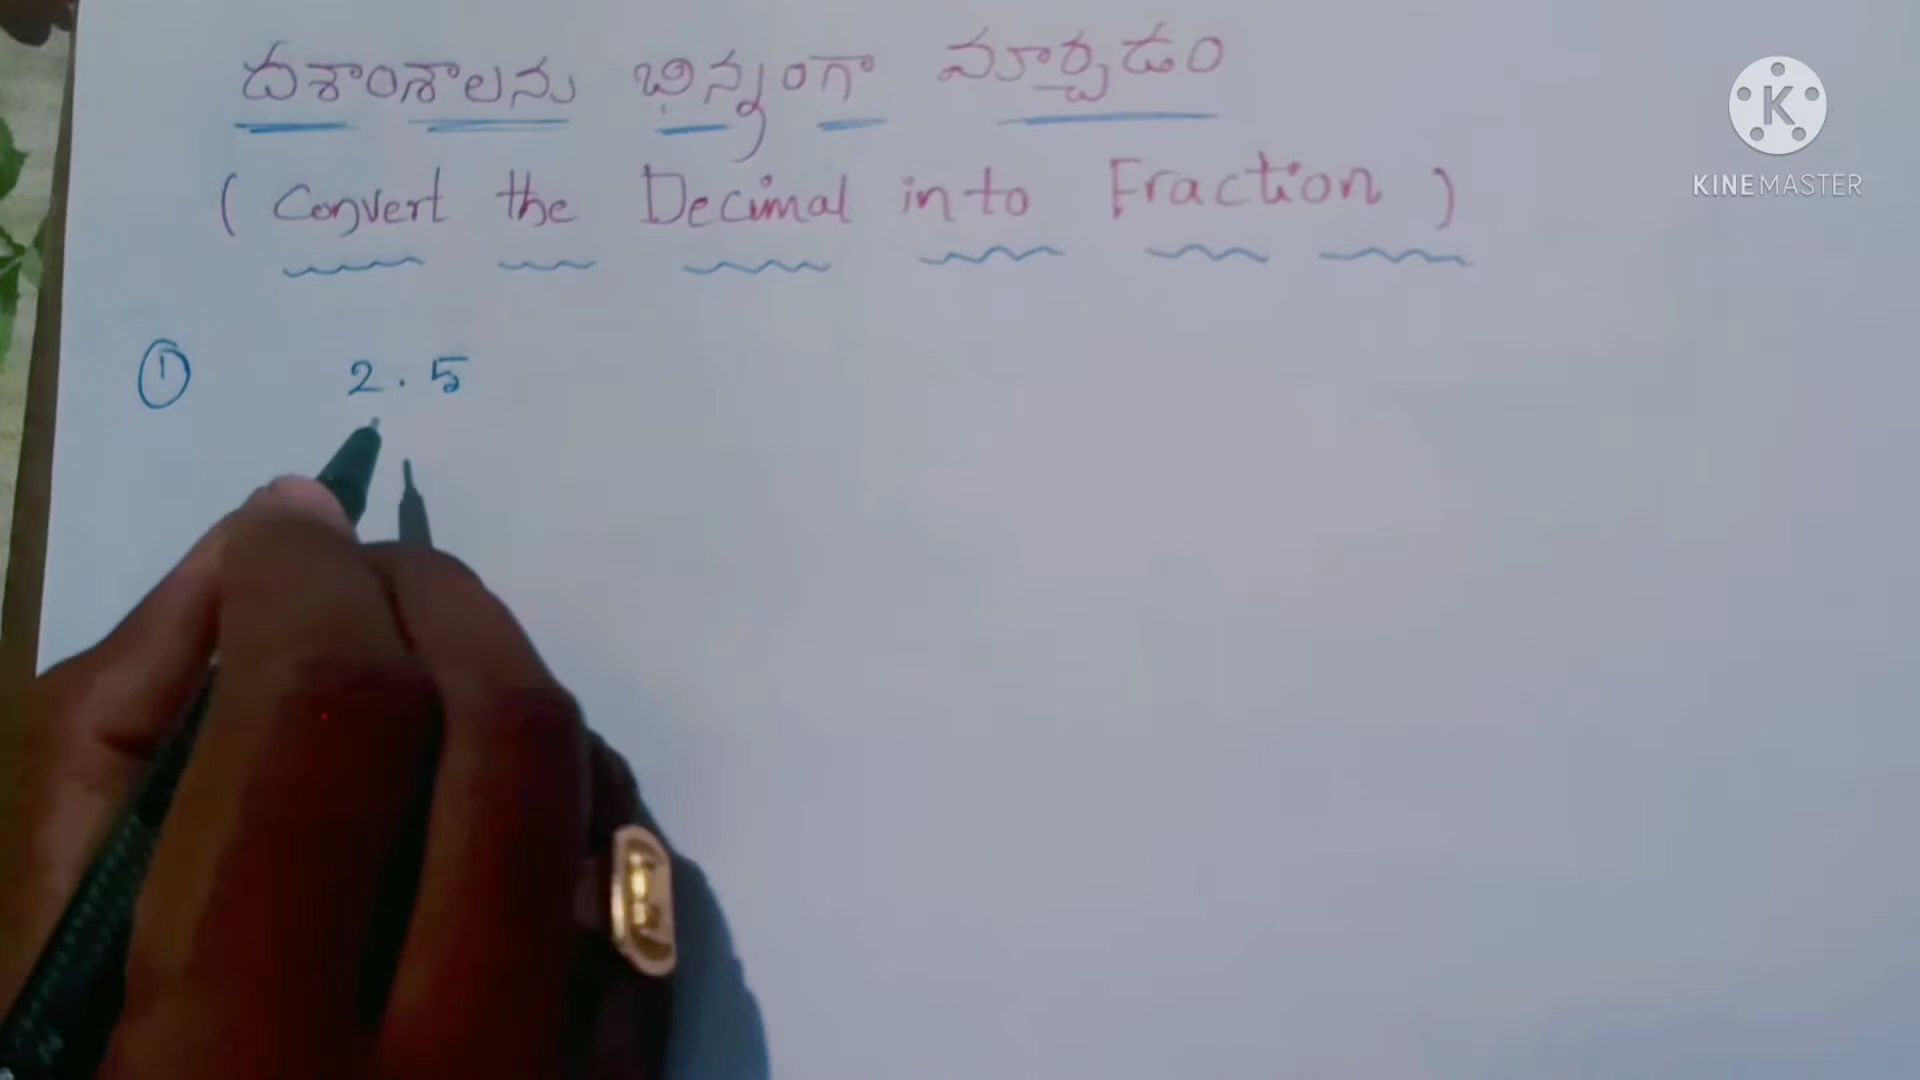 దశాంశాలను భిన్నంగా మార్చడం
( Convert the Decimal into Fraction )
① 2.5
K
KINEMASTER